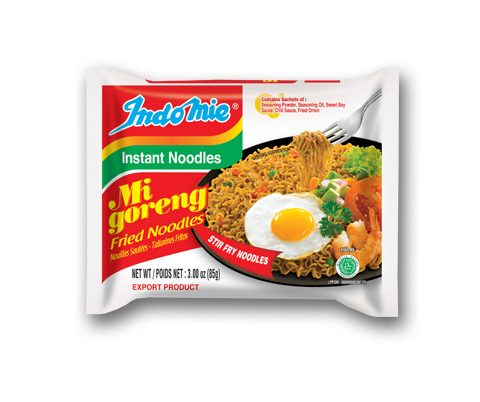 Indomie®
Instant Noodles
Mi
goreng
Fried Noodles
Nouilles Sautées - Tallarines Fritos
NET WT / POIDS NET : 3.00 oz (85g)
EXPORT PRODUCT
Contains Sachets of :
Seasoning Powder, Seasoning Oil, Sweet Soy
Sauce, Chili Sauce, Fried Onion
STIR FRY NOODLES
HALAL